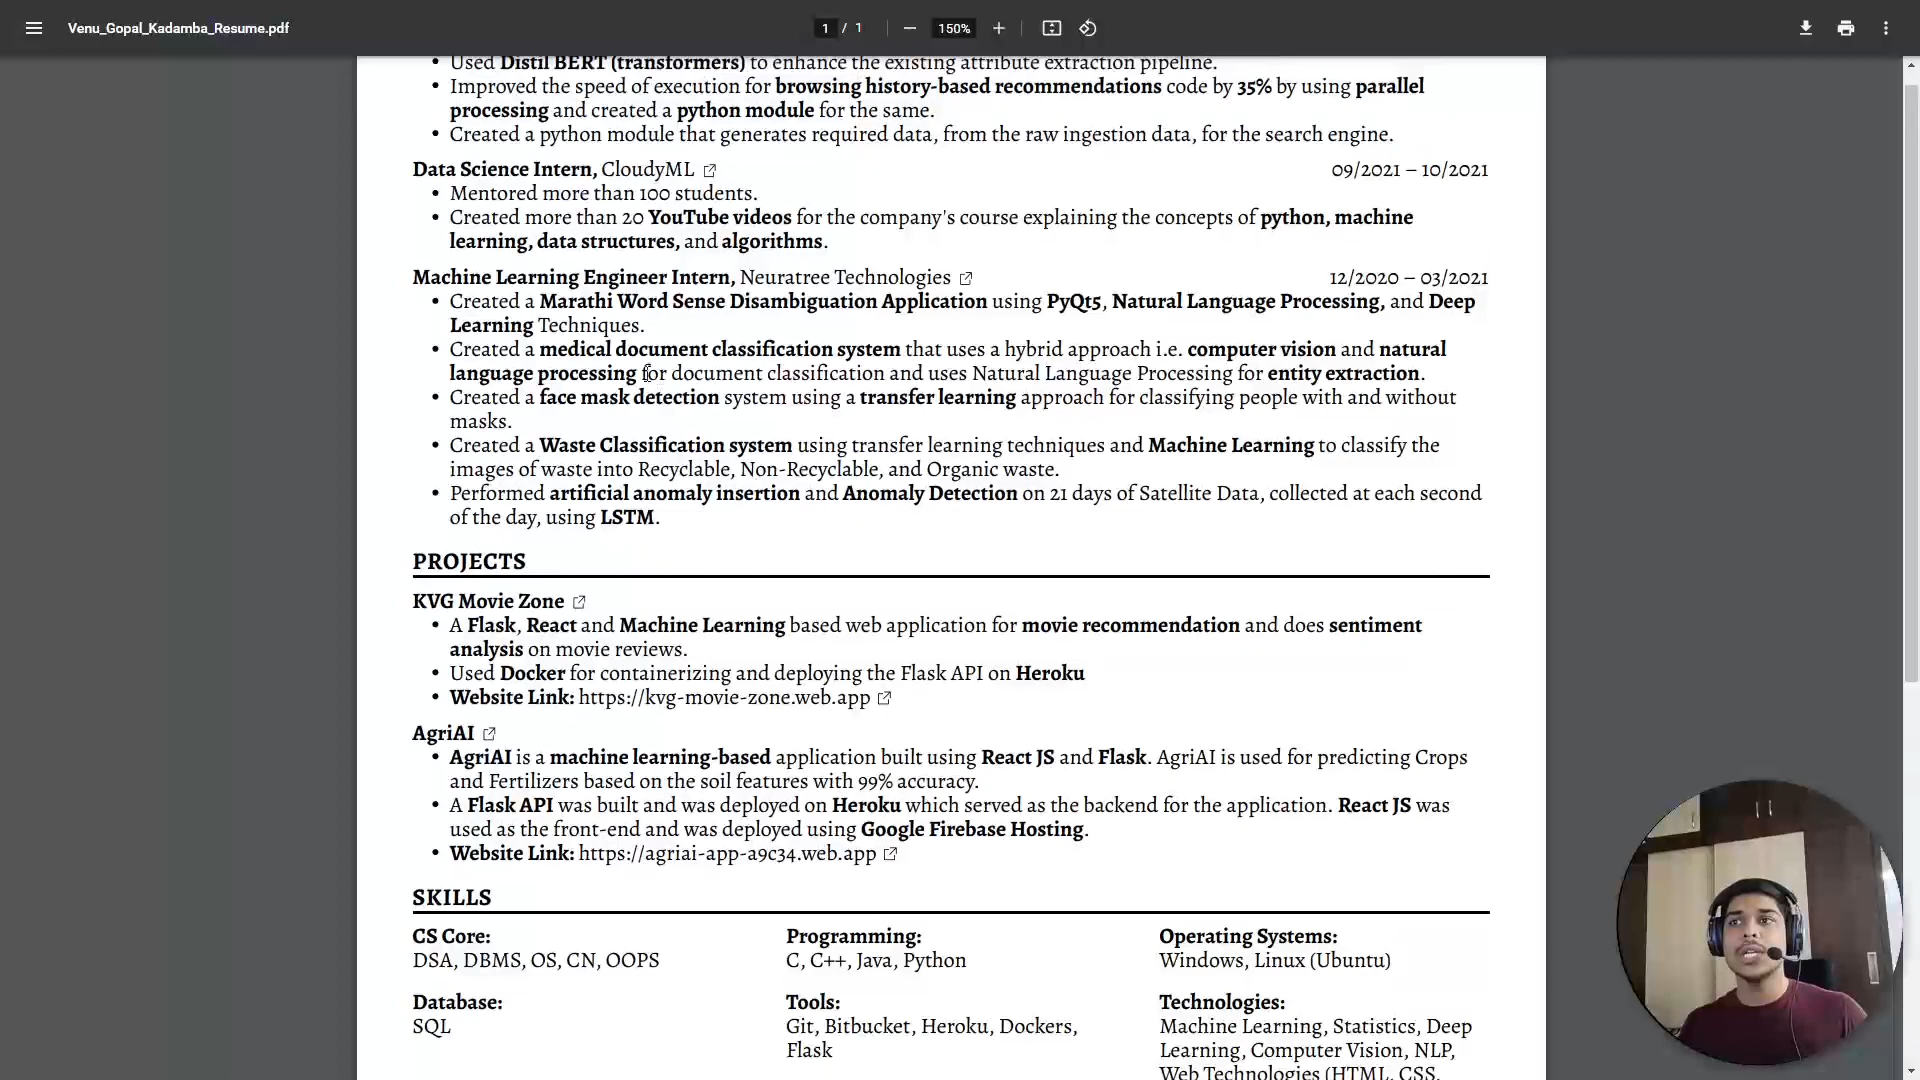 Venu_Gopal_Kadamba_Resume.pdf
1 / 1
150%
• Used Distil BERT (transformers) to enhance the existing attribute extraction pipeline.
• Improved the speed of execution for browsing history-based recommendations code by 35% by using parallel
processing and created a python module for the same.
• Created a python module that generates required data, from the raw ingestion data, for the search engine.
Data Science Intern, CloudyML 09/2021 – 10/2021
• Mentored more than 100 students.
• Created more than 20 YouTube videos for the company's course explaining the concepts of python, machine
learning, data structures, and algorithms.
Machine Learning Engineer Intern, Neuratree Technologies 12/2020 – 03/2021
• Created a Marathi Word Sense Disambiguation Application using PyQt5, Natural Language Processing, and Deep
Learning Techniques.
• Created a medical document classification system that uses a hybrid approach i.e. computer vision and natural
language processing for document classification and uses Natural Language Processing for entity extraction.
• Created a face mask detection system using a transfer learning approach for classifying people with and without
masks.
• Created a Waste Classification system using transfer learning techniques and Machine Learning to classify the
images of waste into Recyclable, Non-Recyclable, and Organic waste.
• Performed artificial anomaly insertion and Anomaly Detection on 21 days of Satellite Data, collected at each second
of the day, using LSTM.
PROJECTS
KVG Movie Zone
• A Flask, React and Machine Learning based web application for movie recommendation and does sentiment
analysis on movie reviews.
• Used Docker for containerizing and deploying the Flask API on Heroku
• Website Link: https://kvg-movie-zone.web.app
AgriAI
• AgriAI is a machine learning-based application built using React JS and Flask. AgriAI is used for predicting Crops
and Fertilizers based on the soil features with 99% accuracy.
• A Flask API was built and was deployed on Heroku which served as the backend for the application. React JS was
used as the front-end and was deployed using Google Firebase Hosting.
• Website Link: https://agriai-app-a9c34.web.app
SKILLS
CS Core: Programming: Operating Systems:
DSA, DBMS, OS, CN, OOPS C, C++, Java, Python Windows, Linux (Ubuntu)
Database: Tools: Technologies:
SQL Git, Bitbucket, Heroku, Dockers, Machine Learning, Statistics, Deep
Flask Learning, Computer Vision, NLP,
Web Technologies (HTML, CSS,